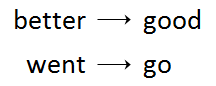 better → good
went → go